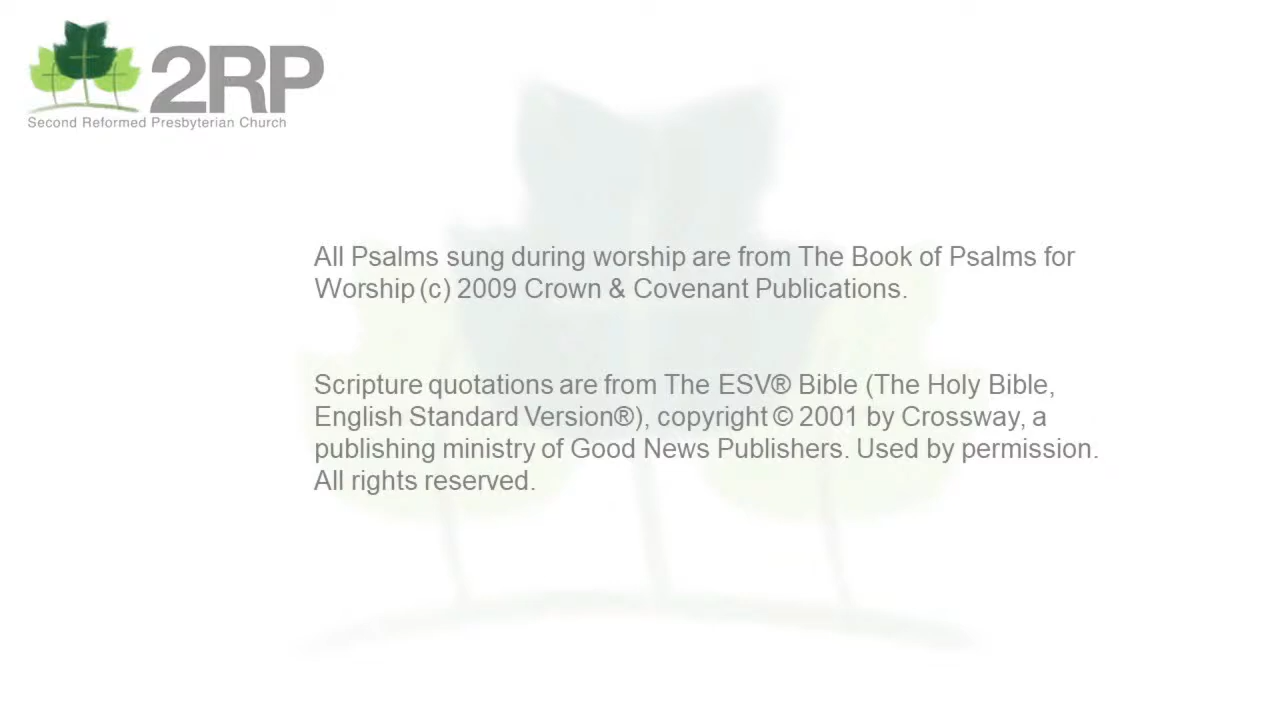 2RP
Second Reformed Presbyterian Church
All Psalms sung during worship are from The Book of Psalms for
Worship (c) 2009 Crown & Covenant Publications.
Scripture quotations are from The ESV® Bible (The Holy Bible,
English Standard Version®), copyright © 2001 by Crossway, a
publishing ministry of Good News Publishers. Used by permission.
All rights reserved.